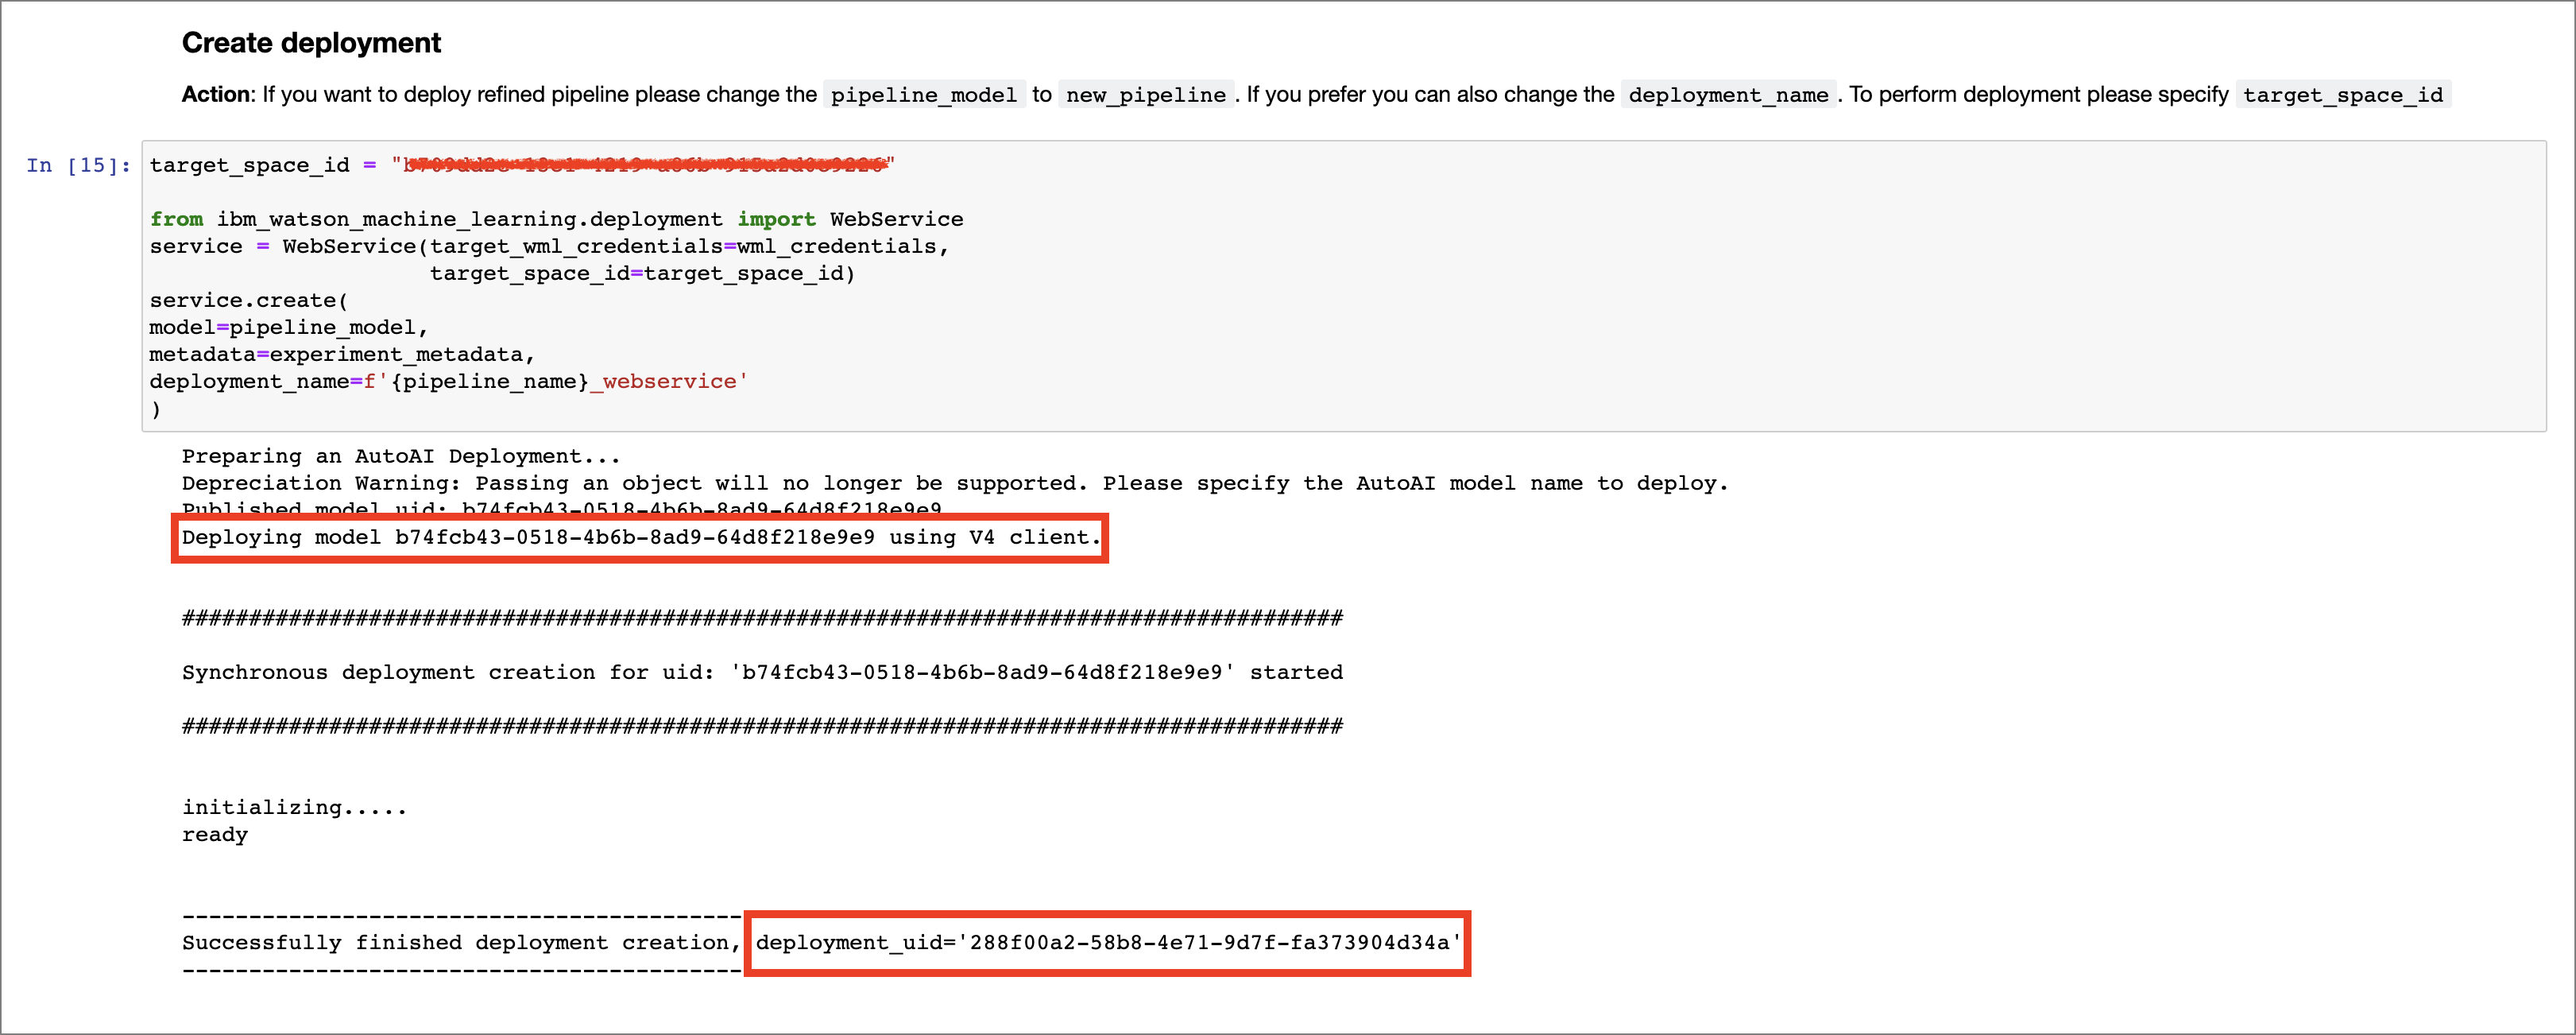 Create deployment
Action: If you want to deploy refined pipeline please change the pipeline_model to new_pipeline . If you prefer you can also change the deployment_name . To perform deployment please specify target_space_id
In [15]: target_space_id = " "
from ibm_watson_machine_learning.deployment import WebService
service = WebService(target_wml_credentials=wml_credentials,
target_space_id=target_space_id)
service.create(
model=pipeline_model,
metadata=experiment_metadata,
deployment_name=f'{pipeline_name}_webservice'
)
Preparing an AutoAI Deployment...
Depreciation Warning: Passing an object will no longer be supported. Please specify the AutoAI model name to deploy.
Published model uid: b74fcb43-0518-4b6b-8ad9-64d8f218e9e9
Deploying model b74fcb43-0518-4b6b-8ad9-64d8f218e9e9 using V4 client.
#######################################################################################
Synchronous deployment creation for uid: 'b74fcb43-0518-4b6b-8ad9-64d8f218e9e9' started
#######################################################################################
initializing.....
ready
------------------------------------------
Successfully finished deployment creation, deployment_uid='288f00a2-58b8-4e71-9d7f-fa373904d34a'
------------------------------------------